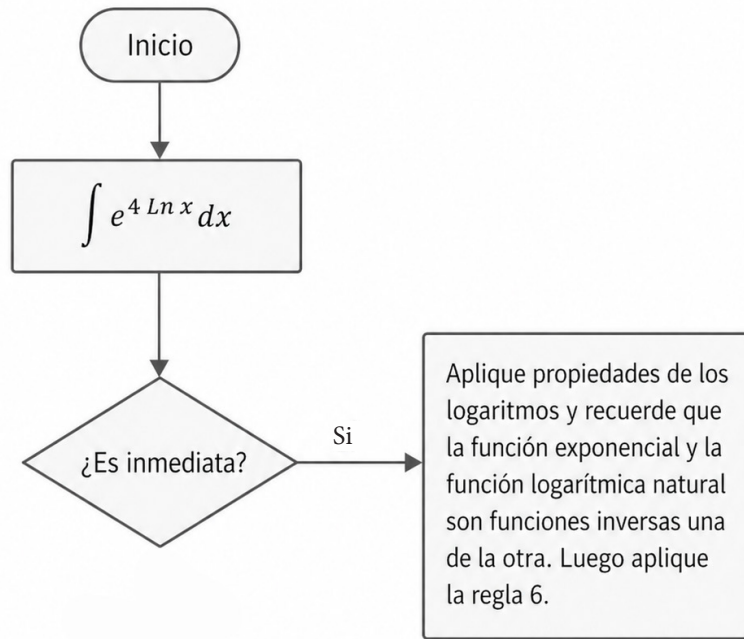 Inicio
∫ e^{4 Ln x} dx
¿Es inmediata?
Si
Aplique propiedades de los
logaritmos y recuerde que
la función exponencial y la
función logarítmica natural
son funciones inversas una
de la otra. Luego aplique
la regla 6.